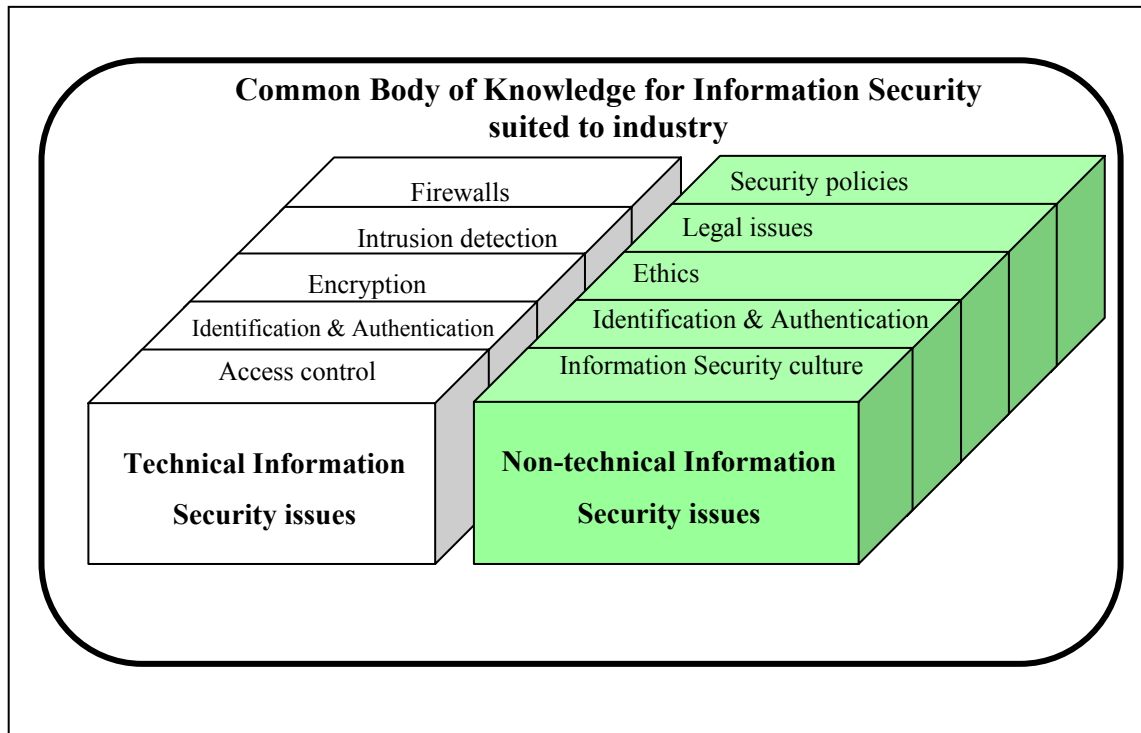 Common Body of Knowledge for Information Security
suited to industry
Firewalls
Intrusion detection
Encryption
Identification & Authentication
Access control
Technical Information
Security issues
Security policies
Legal issues
Ethics
Identification & Authentication
Information Security culture
Non-technical Information
Security issues